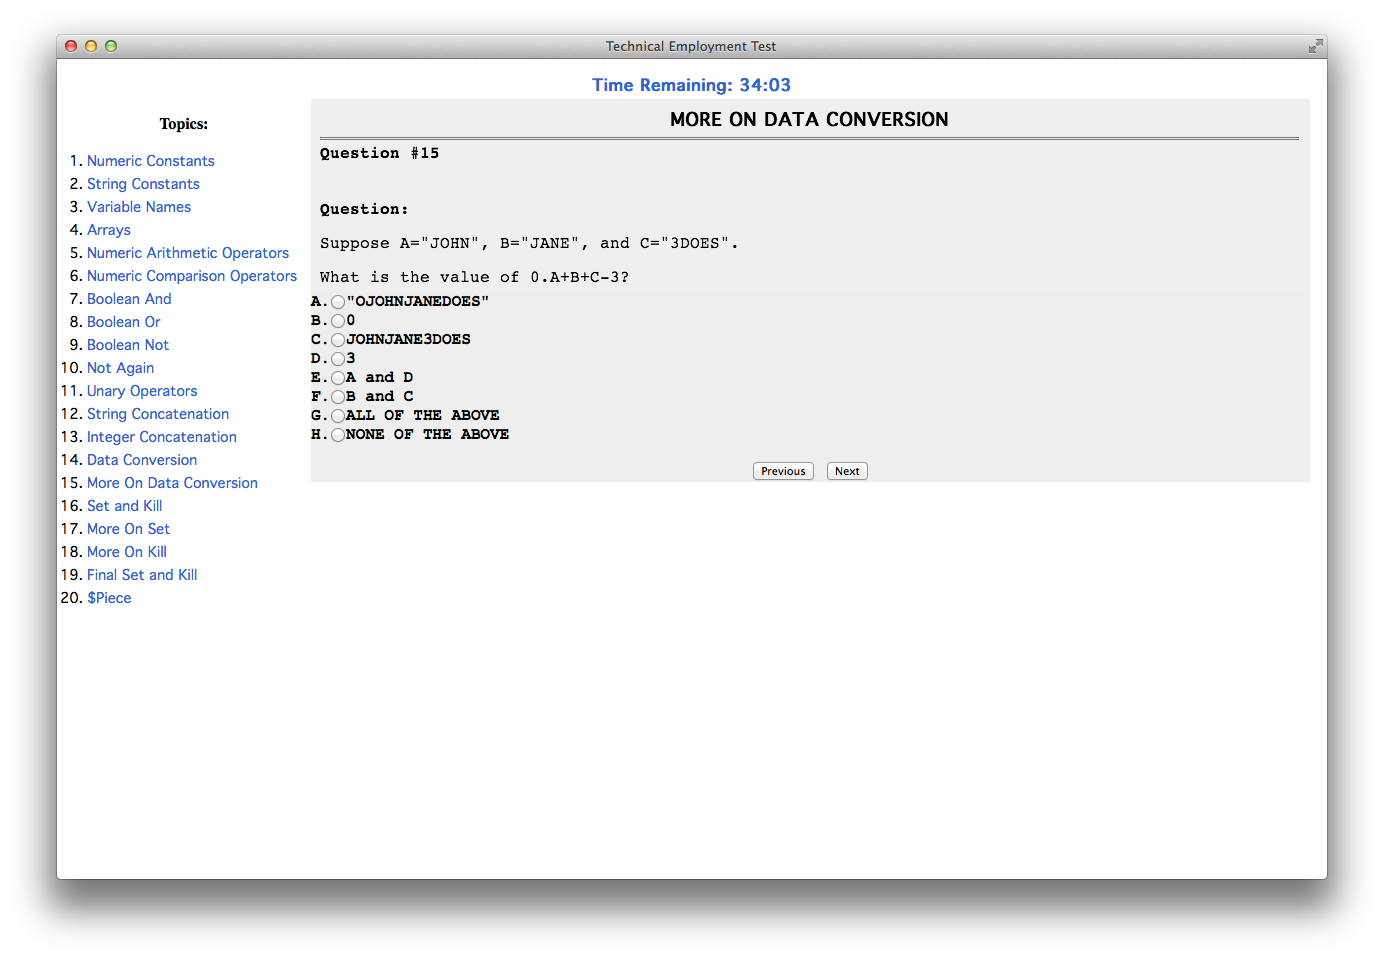 Technical Employment Test
Time Remaining: 34:03
Topics:
1. Numeric Constants
2. String Constants
3. Variable Names
4. Arrays
5. Numeric Arithmetic Operators
6. Numeric Comparison Operators
7. Boolean And
8. Boolean Or
9. Boolean Not
10. Not Again
11. Unary Operators
12. String Concatenation
13. Integer Concatenation
14. Data Conversion
15. More On Data Conversion
16. Set and Kill
17. More On Set
18. More On Kill
19. Final Set and Kill
20. $Piece
MORE ON DATA CONVERSION
Question #15
Question:
Suppose A="JOHN", B="JANE", and C="3DOES".
What is the value of 0.A+B+C-3?
A. "OJOHNJANEDOES"
B. 0
C. JOHNJANE3DOES
D. 3
E. A and D
F. B and C
G. ALL OF THE ABOVE
H. NONE OF THE ABOVE
Previous Next